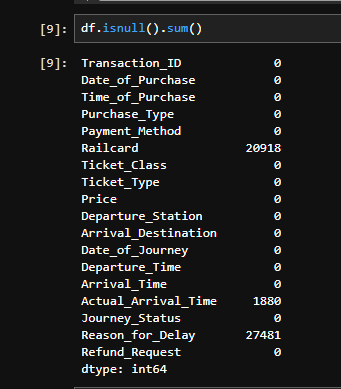 [9]: df.isnull().sum()
[9]: Transaction_ID 0
Date_of_Purchase 0
Time_of_Purchase 0
Purchase_Type 0
Payment_Method 0
Railcard 20918
Ticket_Class 0
Ticket_Type 0
Price 0
Departure_Station 0
Arrival_Destination 0
Date_of_Journey 0
Departure_Time 0
Arrival_Time 0
Actual_Arrival_Time 1880
Journey_Status 0
Reason_for_Delay 27481
Refund_Request 0
dtype: int64